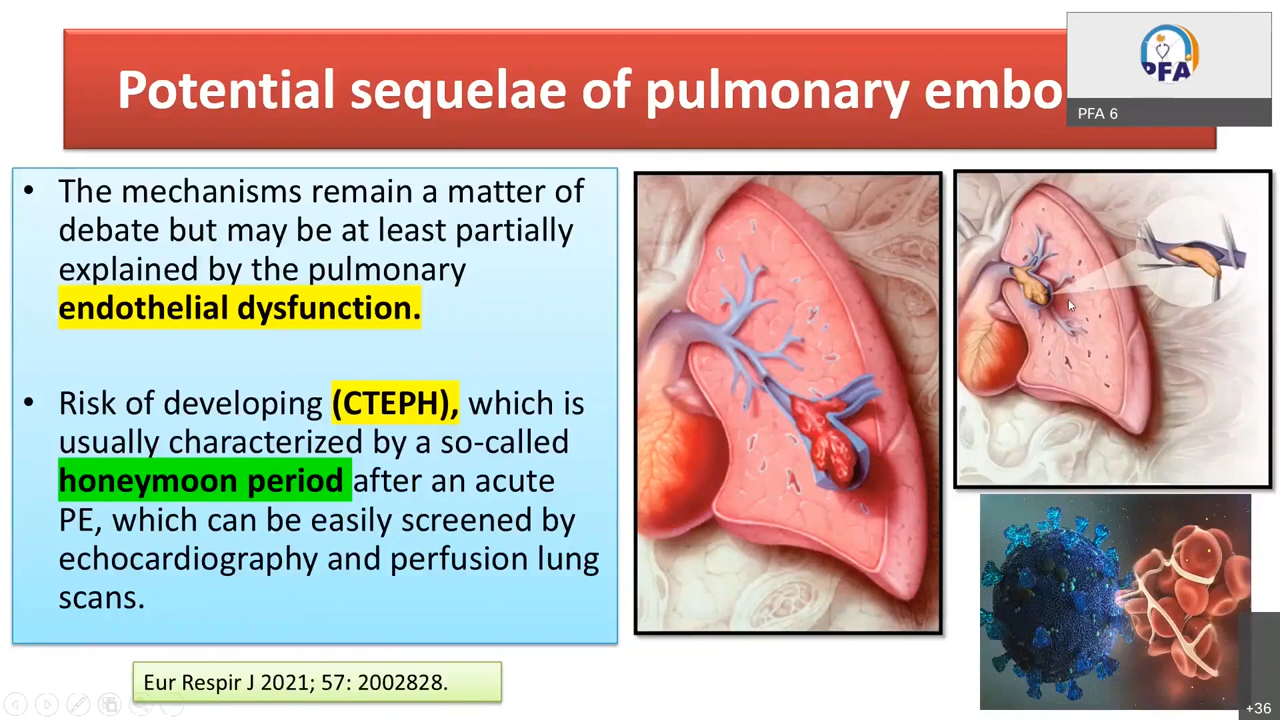 Potential sequelae of pulmonary embo
PFA
PFA 6
• The mechanisms remain a matter of
debate but may be at least partially
explained by the pulmonary
endothelial dysfunction.
• Risk of developing (CTEPH), which is
usually characterized by a so-called
honeymoon period after an acute
PE, which can be easily screened by
echocardiography and perfusion lung
scans.
Eur Respir J 2021; 57: 2002828.
+36